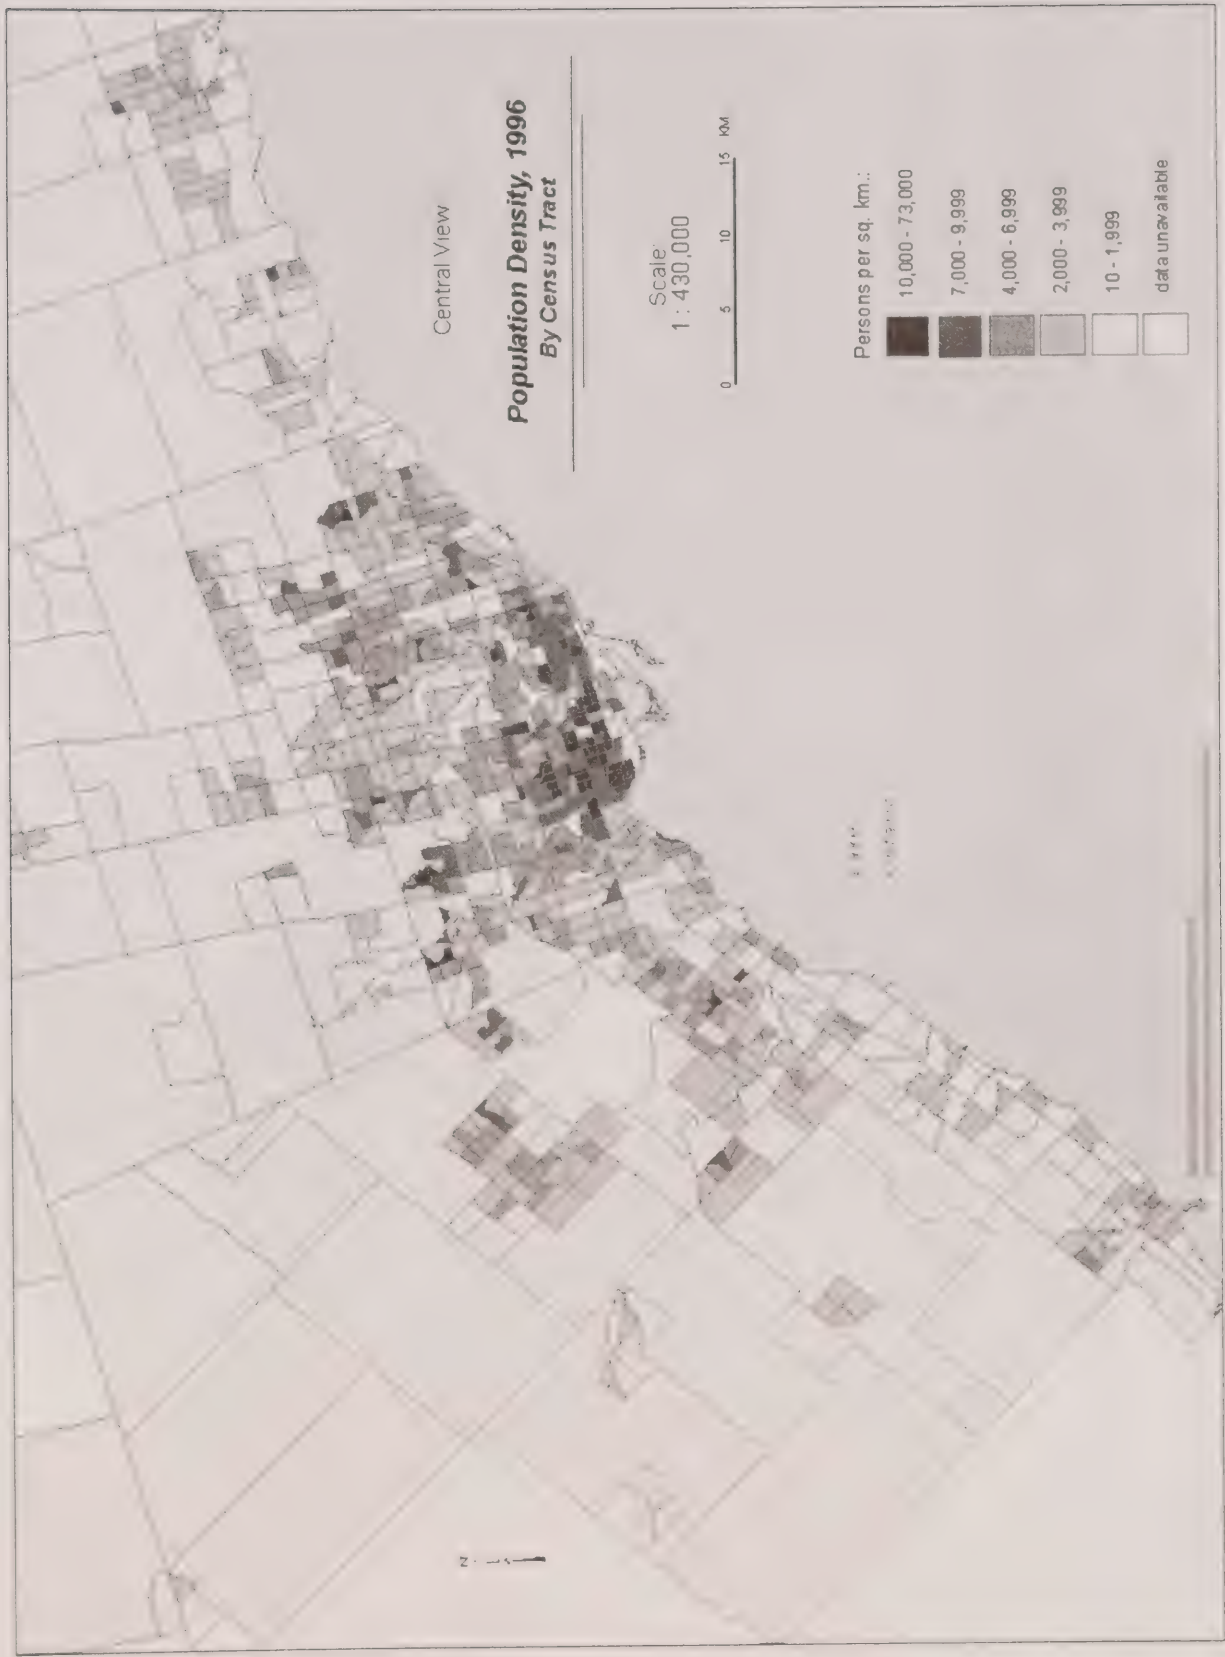 Central View
Population Density, 1996
By Census Tract
Scale:
1 : 430,000
0 5 10 15 KM
Persons per sq. km.:
10,000 - 73,000
7,000 - 9,999
4,000 - 6,999
2,000 - 3,999
10 - 1,999
data unavailable
N